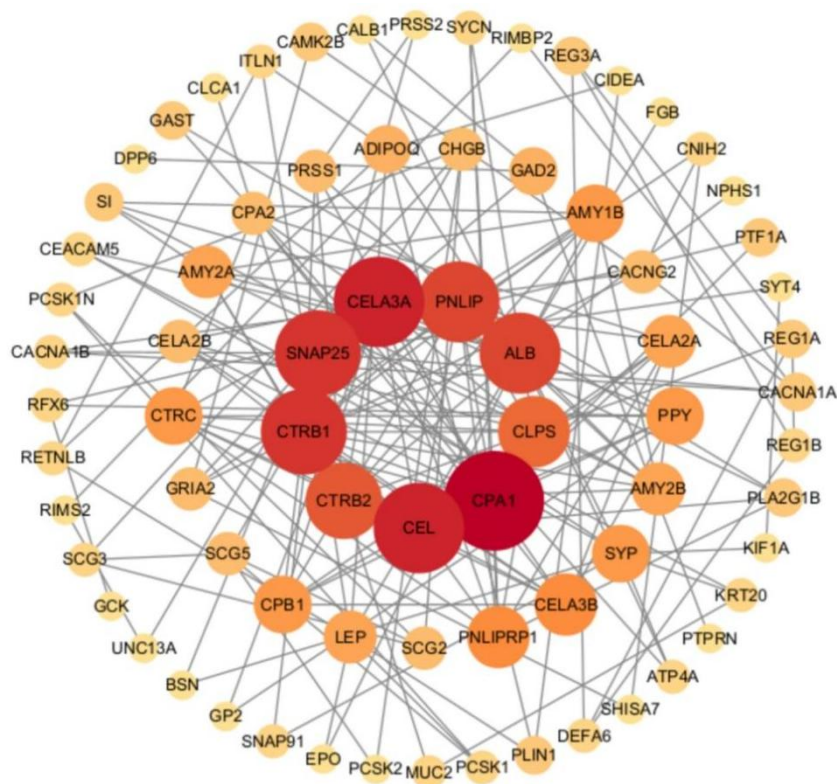 CALB1
PRSS2
SYCN
RIMBP2
CAMK2B
REG3A
ITLN1
CIDEA
CLCA1
FGB
GAST
CNIH2
DPP6
ADIPOQ
CHGB
PRSS1
GAD2
NPHS1
SI
CPA2
AMY1B
PTF1A
CEACAM5
AMY2A
CACNG2
SYT4
PCSK1N
CELA3A
PNLIP
REG1A
CACNA1B
CELA2B
SNAP25
ALB
CELA2A
CACNA1A
RFX6
CTRC
CTRB1
CLPS
PPY
REG1B
RETNLB
GRIA2
CTRB2
CPA1
AMY2B
PLA2G1B
RIMS2
CEL
SCG3
SCG5
SYP
KIF1A
GCK
CPB1
CELA3B
KRT20
UNC13A
LEP
SCG2
PNLIPRP1
PTPRN
BSN
ATP4A
GP2
SHISA7
SNAP91
DEFA6
EPO
PCSK2
MUC2
PCSK1
PLIN1